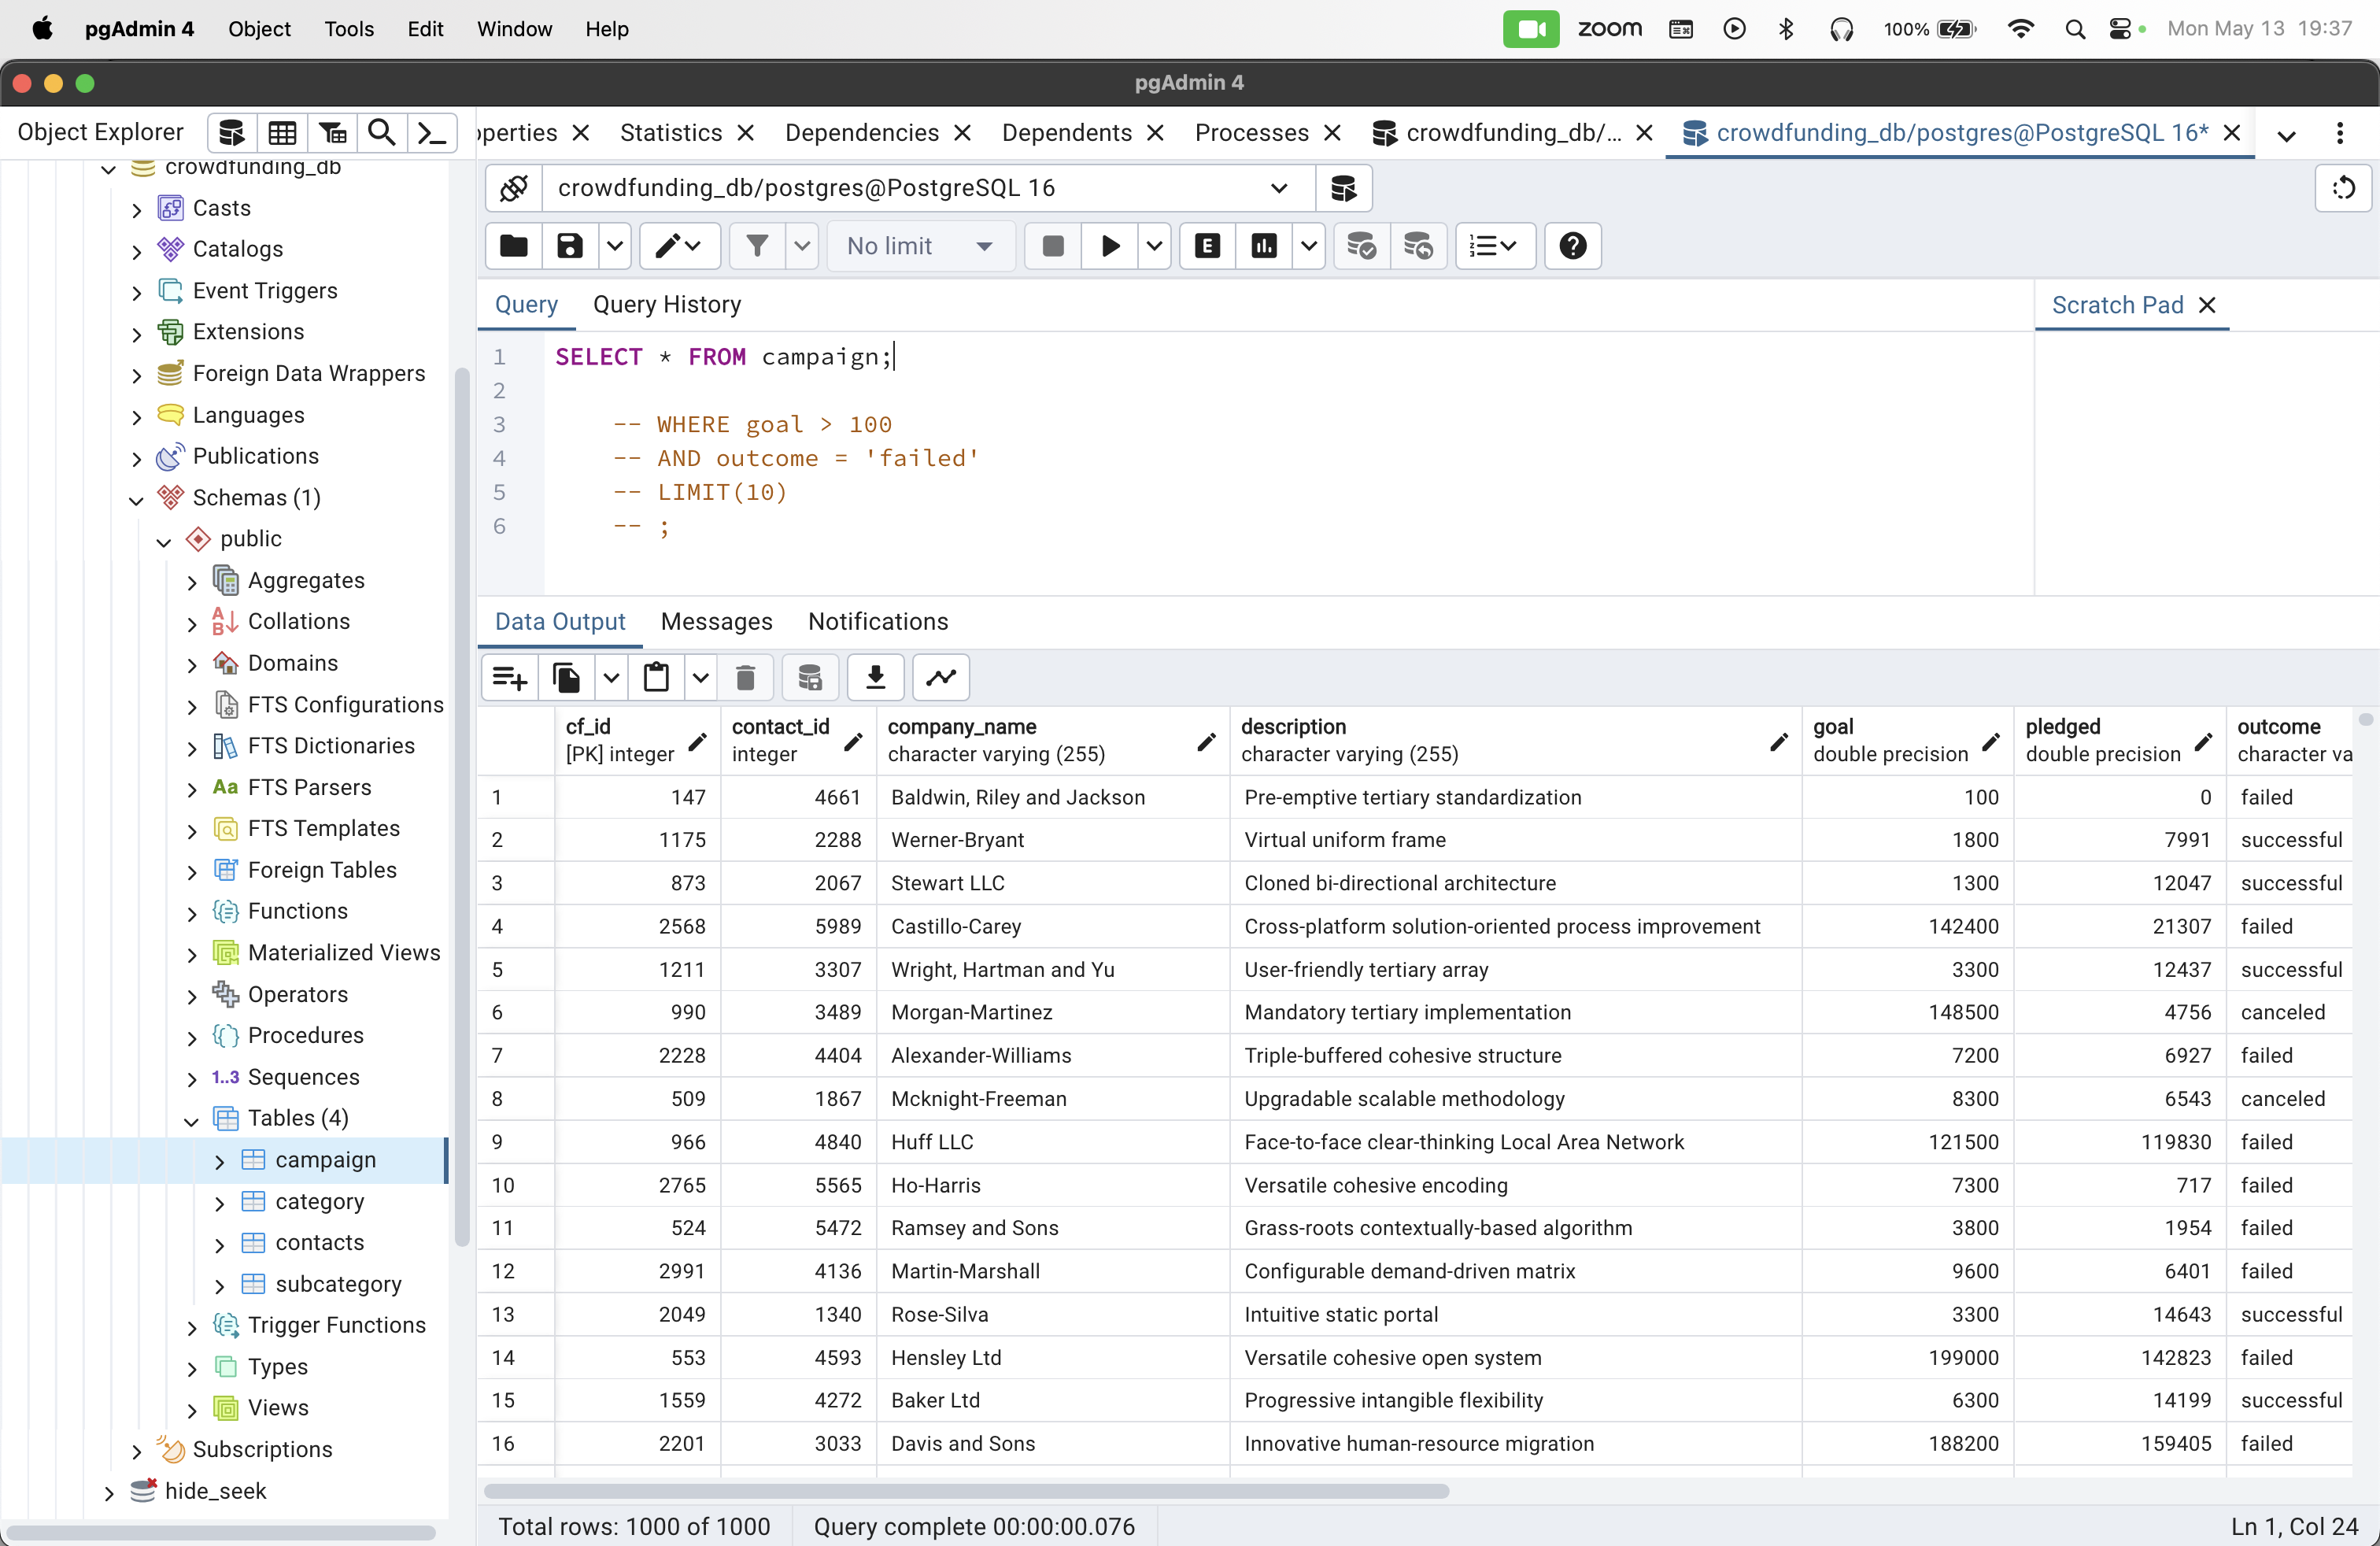 pgAdmin 4 Object Tools Edit Window Help zoom 100% Mon May 13 19:37
pgAdmin 4
Object Explorer
perties Statistics Dependencies Dependents Processes crowdfunding_db/... crowdfunding_db/postgres@PostgreSQL 16*
crowdfunding_db
Casts
Catalogs
Event Triggers
Extensions
Foreign Data Wrappers
Languages
Publications
Schemas (1)
public
Aggregates
Collations
Domains
FTS Configurations
FTS Dictionaries
Aa FTS Parsers
FTS Templates
Foreign Tables
Functions
Materialized Views
Operators
Procedures
1..3 Sequences
Tables (4)
campaign
category
contacts
subcategory
Trigger Functions
Types
Views
Subscriptions
hide_seek
crowdfunding_db/postgres@PostgreSQL 16
No limit E
Query Query History
Scratch Pad
1 SELECT * FROM campaign;
2
3 -- WHERE goal > 100
4 -- AND outcome = 'failed'
5 -- LIMIT(10)
6 -- ;
Data Output Messages Notifications
cf_id contact_id company_name description goal pledged outcome
[PK] integer integer character varying (255) character varying (255) double precision double precision character va
1 147 4661 Baldwin, Riley and Jackson Pre-emptive tertiary standardization 100 0 failed
2 1175 2288 Werner-Bryant Virtual uniform frame 1800 7991 successful
3 873 2067 Stewart LLC Cloned bi-directional architecture 1300 12047 successful
4 2568 5989 Castillo-Carey Cross-platform solution-oriented process improvement 142400 21307 failed
5 1211 3307 Wright, Hartman and Yu User-friendly tertiary array 3300 12437 successful
6 990 3489 Morgan-Martinez Mandatory tertiary implementation 148500 4756 canceled
7 2228 4404 Alexander-Williams Triple-buffered cohesive structure 7200 6927 failed
8 509 1867 Mcknight-Freeman Upgradable scalable methodology 8300 6543 canceled
9 966 4840 Huff LLC Face-to-face clear-thinking Local Area Network 121500 119830 failed
10 2765 5565 Ho-Harris Versatile cohesive encoding 7300 717 failed
11 524 5472 Ramsey and Sons Grass-roots contextually-based algorithm 3800 1954 failed
12 2991 4136 Martin-Marshall Configurable demand-driven matrix 9600 6401 failed
13 2049 1340 Rose-Silva Intuitive static portal 3300 14643 successful
14 553 4593 Hensley Ltd Versatile cohesive open system 199000 142823 failed
15 1559 4272 Baker Ltd Progressive intangible flexibility 6300 14199 successful
16 2201 3033 Davis and Sons Innovative human-resource migration 188200 159405 failed
Total rows: 1000 of 1000 Query complete 00:00:00.076 Ln 1, Col 24